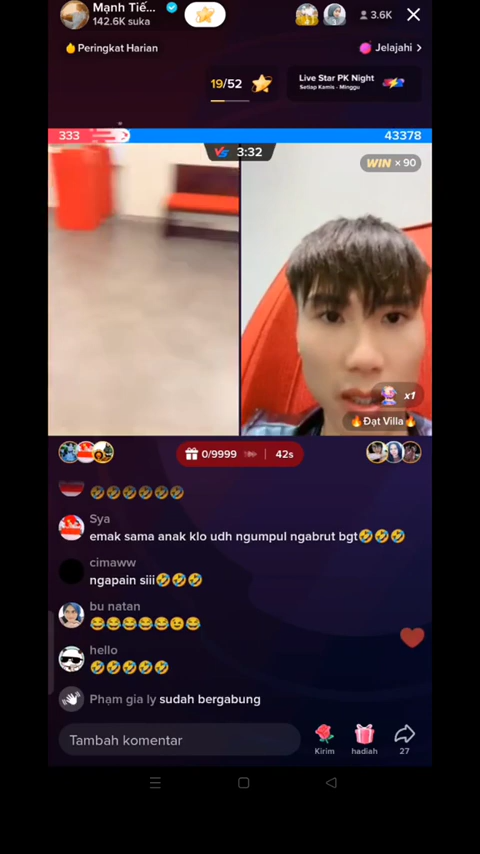 Mạnh Tiế...
142.6K suka
3.6K
Peringkat Harian
Jelajahi >
19/52
Live Star PK Night
Setiap Kamis - Minggu
333
43378
VS 3:32
WIN × 90
x1
🔥Đạt Villa🔥
0/9999
42s
🤣🤣🤣🤣🤣🤣
Sya
emak sama anak klo udh ngumpul ngabrut bgt🤣🤣🤣
cimaww
ngapain siii🤣🤣🤣
bu natan
😂😂😂😂😂😉😂
hello
🤣🤣🤣🤣🤣
Phạm gia ly sudah bergabung
Tambah komentar
Kirim
hadiah
27